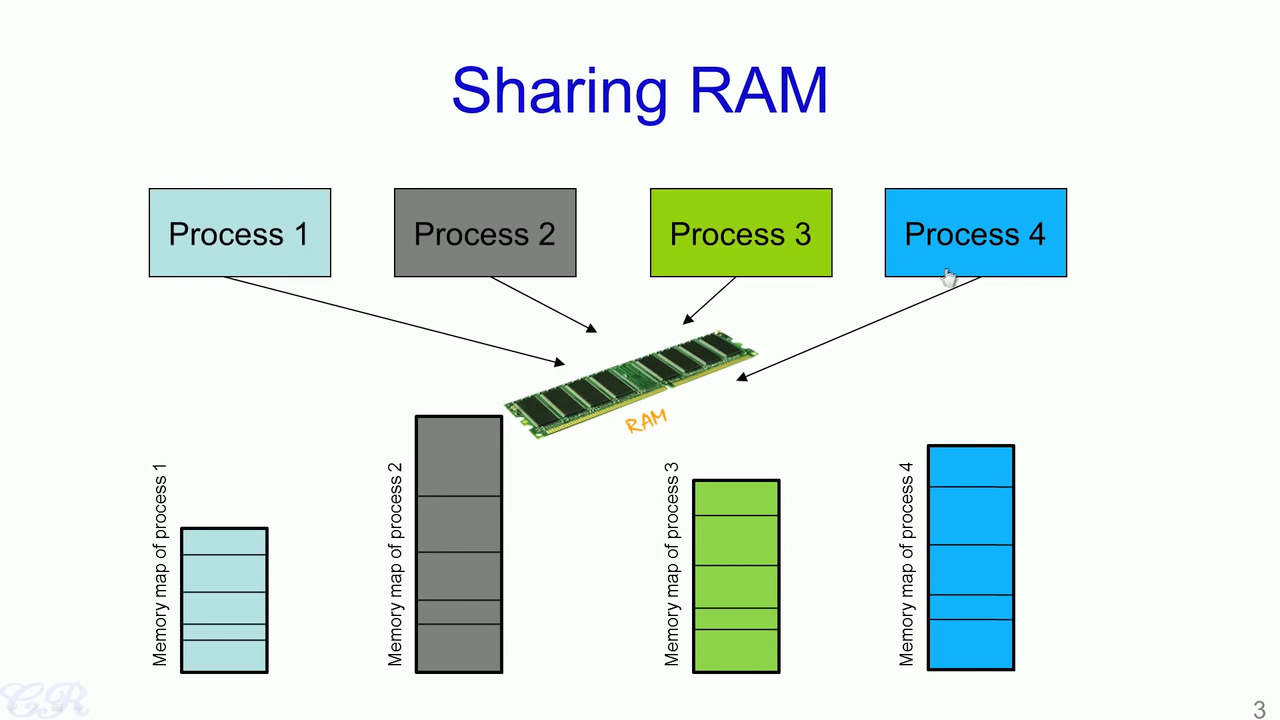 Sharing RAM
Process 1
Process 2
Process 3
Process 4
RAM
Memory map of process 1
Memory map of process 2
Memory map of process 3
Memory map of process 4
CR
3